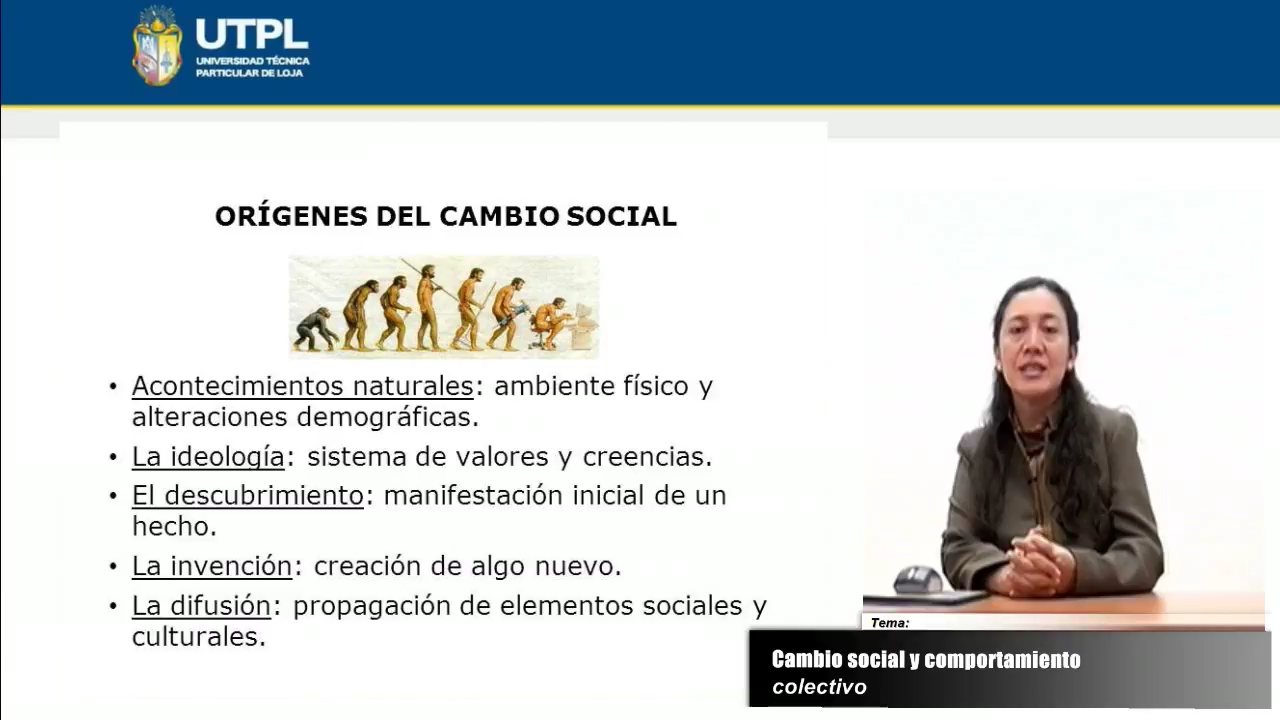 UTPL
UNIVERSIDAD TÉCNICA
PARTICULAR DE LOJA
ORÍGENES DEL CAMBIO SOCIAL
• Acontecimientos naturales: ambiente físico y
alteraciones demográficas.
• La ideología: sistema de valores y creencias.
• El descubrimiento: manifestación inicial de un
hecho.
• La invención: creación de algo nuevo.
• La difusión: propagación de elementos sociales y
culturales.
Tema:
Cambio social y comportamiento
colectivo